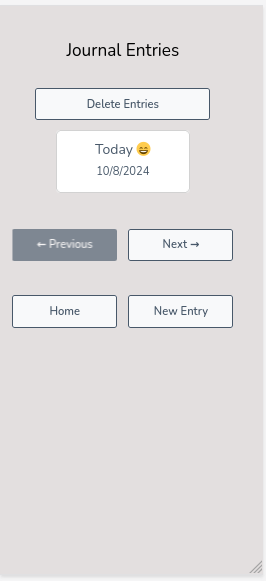 Journal Entries
Delete Entries
Today 😄
10/8/2024
← Previous
Next →
Home
New Entry